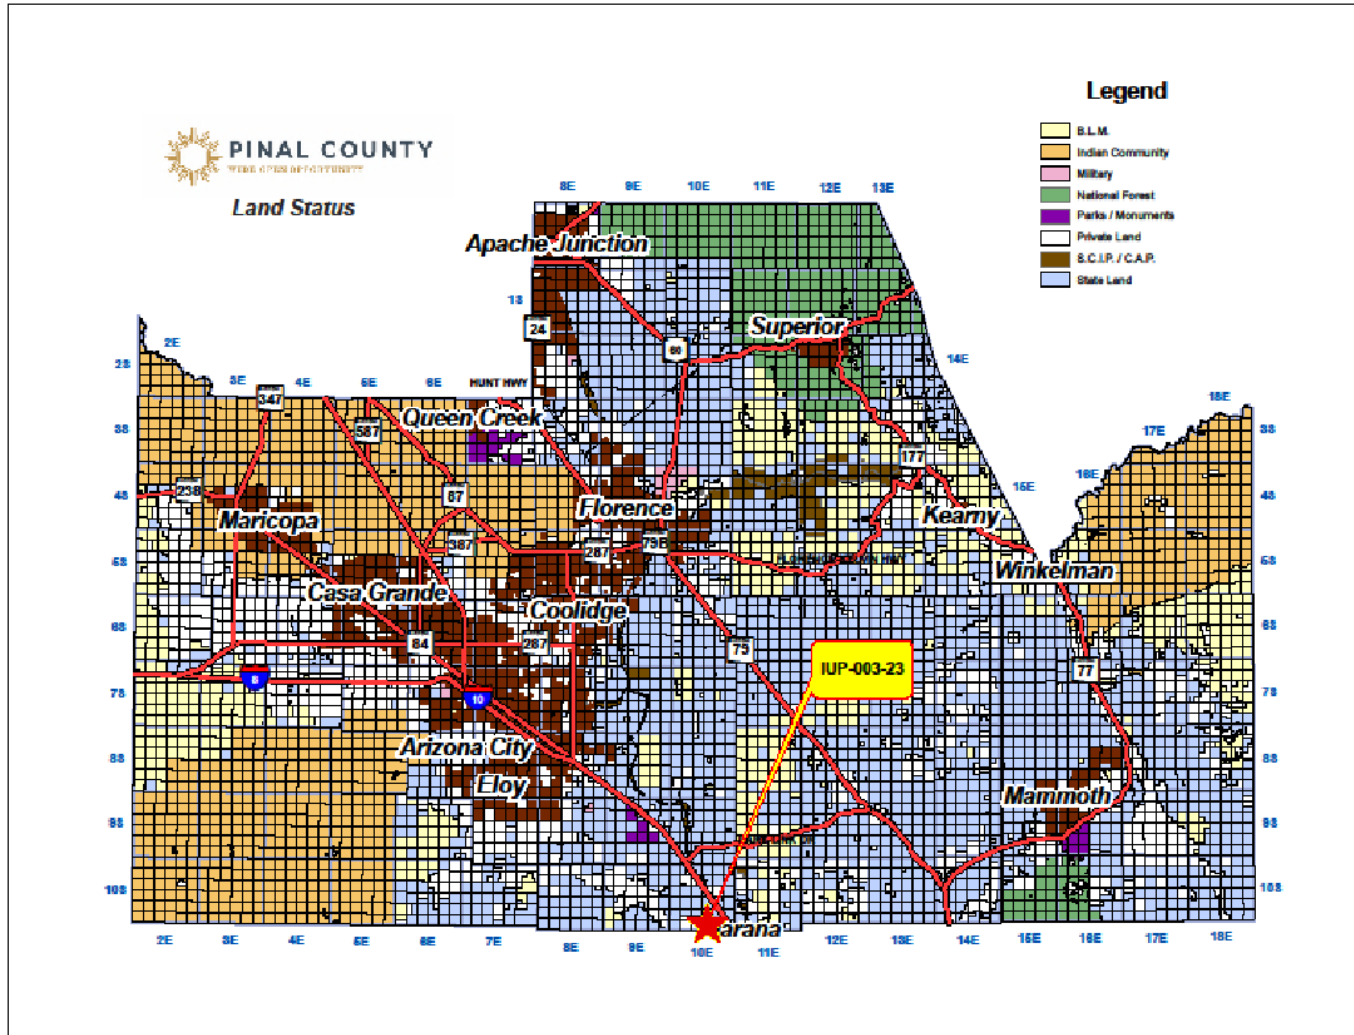 Legend
B.L.M.
Indian Community
Military
National Forest
Parks / Monuments
Private Land
S.C.I.P. / C.A.P.
State Land
PINAL COUNTY
WIDE OPEN OPPORTUNITY
Land Status
8E 9E 10E 11E 12E 13E
Apache Junction
1S
24
Superior
60
2E
2S
14E
3E 4E 5E 6E
HUNT HWY
347
18E
Queen Creek
587
3S
17E
3S
177
16E
238
87
4S
15E
4S
Florence
Maricopa
Kearny
387
287
79B
5S
5S
Winkelman
Casa Grande
Coolidge
6S
6S
84
287
79
IUP-003-23
77
8
10
7S
7S
Arizona City
8S
8S
Eloy
Mammoth
9S
9S
10S
10S
arana
2E 3E 4E 5E 6E 7E 8E 9E 10E 11E 12E 13E 14E 15E 16E 17E 18E